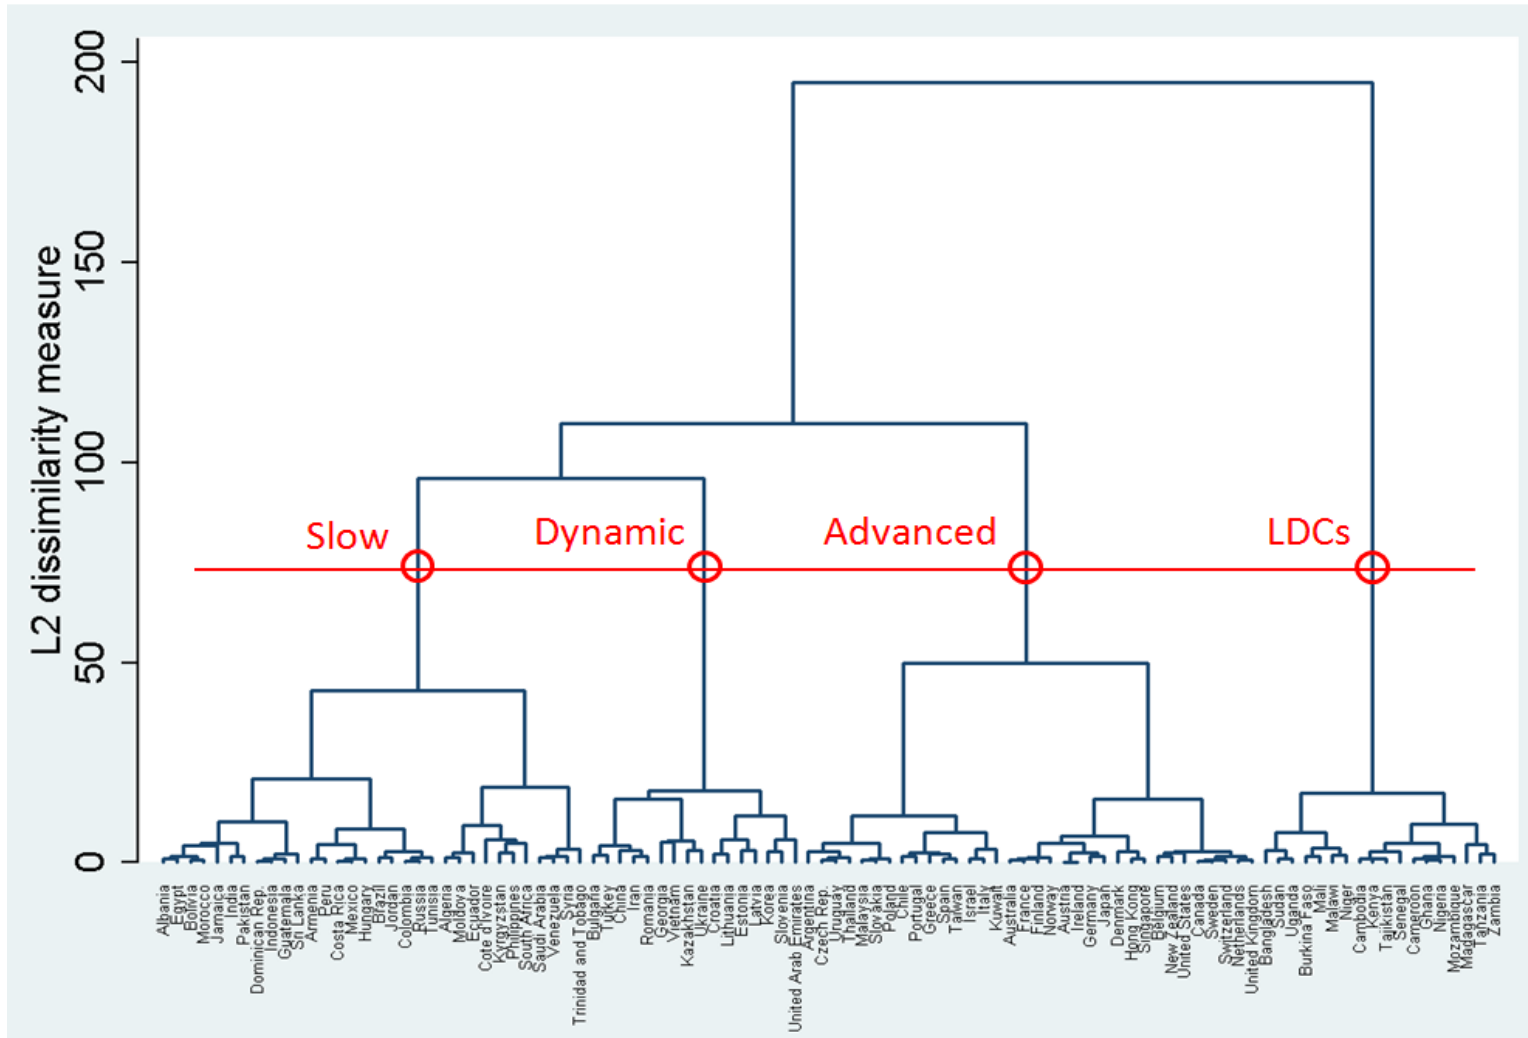 L2 dissimilarity measure
200
150
100
50
0
Slow
Dynamic
Advanced
LDCs
Albania
Egypt
Bolivia
Morocco
Jamaica
India
Pakistan
Dominican Rep.
Indonesia
Guatemala
Sri Lanka
Armenia
Peru
Costa Rica
Mexico
Hungary
Brazil
Jordan
Colombia
Russia
Tunisia
Algeria
Moldova
Ecuador
Cote d'Ivoire
Kyrgyzstan
Philippines
South Africa
Saudi Arabia
Venezuela
Syria
Trinidad and Tobago
Bulgaria
Turkey
China
Iran
Romania
Georgia
Vietnam
Kazakhstan
Ukraine
Croatia
Lithuania
Estonia
Latvia
Korea
Slovenia
United Arab Emirates
Argentina
Czech Rep.
Uruguay
Thailand
Malaysia
Slovakia
Poland
Chile
Portugal
Greece
Spain
Taiwan
Israel
Italy
Kuwait
Australia
France
Finland
Norway
Austria
Ireland
Germany
Japan
Denmark
Hong Kong
Singapore
Belgium
New Zealand
United States
Canada
Sweden
Switzerland
Netherlands
United Kingdom
Bangladesh
Sudan
Uganda
Burkina Faso
Mali
Malawi
Niger
Cambodia
Kenya
Tajikistan
Senegal
Cameroon
Ghana
Nigeria
Mozambique
Madagascar
Tanzania
Zambia